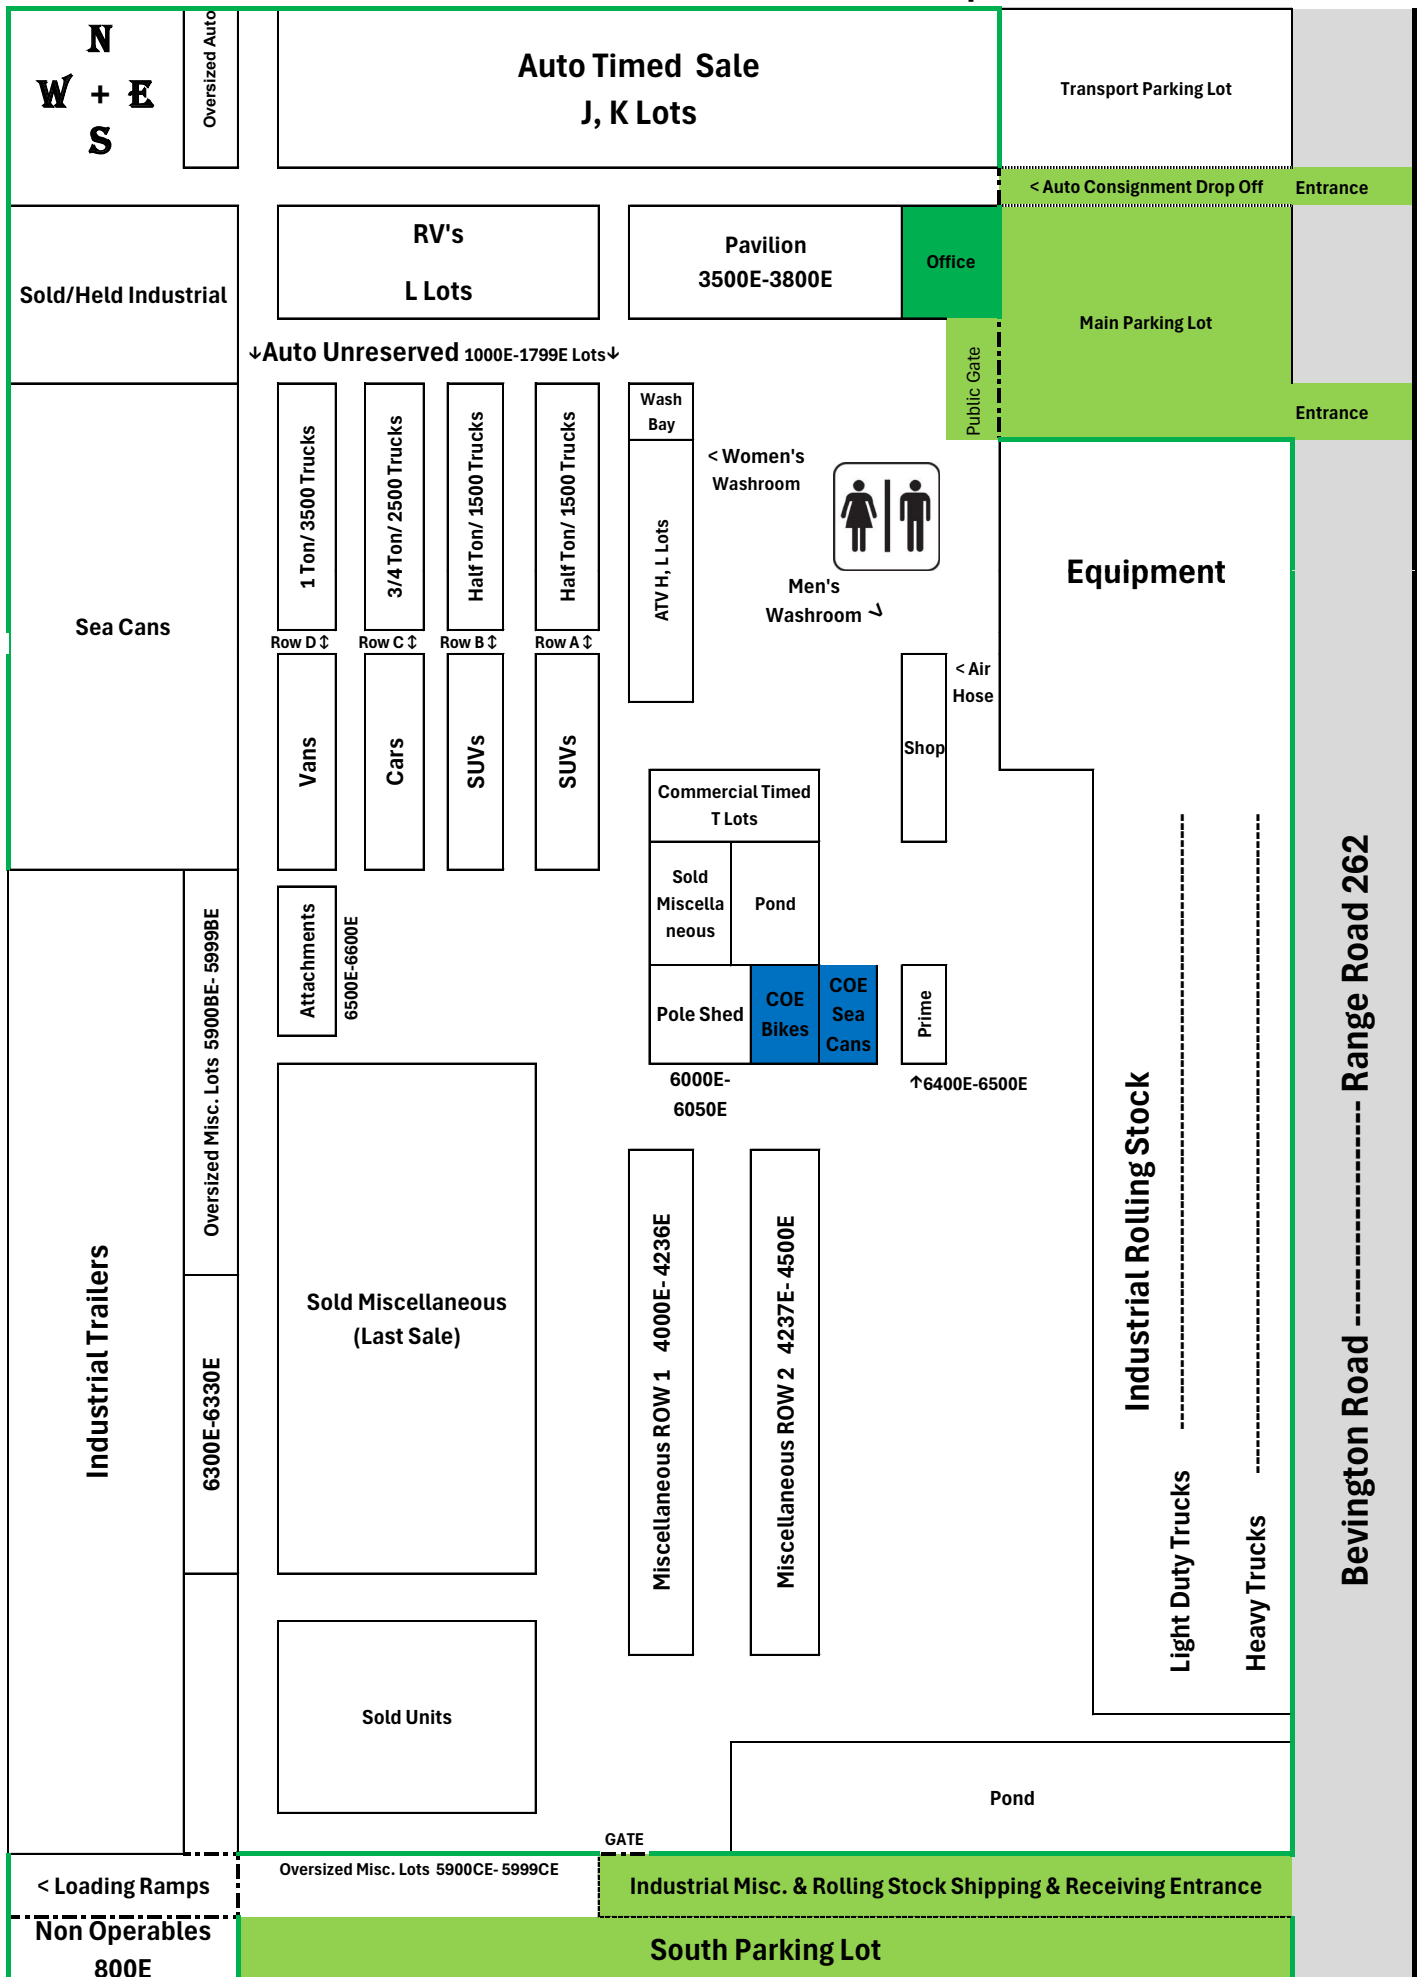 N
W + E
S
Oversized Auto
Auto Timed Sale
J, K Lots
Transport Parking Lot
< Auto Consignment Drop Off
Entrance
Sold/Held Industrial
RV's
L Lots
Pavilion
3500E-3800E
Office
Main Parking Lot
↓Auto Unreserved 1000E-1799E Lots↓
Public Gate
Entrance
Sea Cans
1 Ton/ 3500 Trucks
3/4 Ton/ 2500 Trucks
Half Ton/ 1500 Trucks
Half Ton/ 1500 Trucks
Wash
Bay
< Women's
Washroom
ATV H, L Lots
Men's
Washroom >
Equipment
Row D ↕
Row C ↕
Row B ↕
Row A ↕
< Air
Hose
Vans
Cars
SUVs
SUVs
Shop
Commercial Timed
T Lots
Sold
Miscella
neous
Pond
Attachments
6500E-6600E
Oversized Misc. Lots 5900BE- 5999BE
Pole Shed
COE
Bikes
COE
Sea
Cans
Prime
6000E-
6050E
↑6400E-6500E
Industrial Trailers
6300E-6330E
Sold Miscellaneous
(Last Sale)
Miscellaneous ROW 1 4000E- 4236E
Miscellaneous ROW 2 4237E- 4500E
Industrial Rolling Stock
Light Duty Trucks
Heavy Trucks
Bevington Road -------------------- Range Road 262
Sold Units
Pond
GATE
< Loading Ramps
Oversized Misc. Lots 5900CE- 5999CE
Industrial Misc. & Rolling Stock Shipping & Receiving Entrance
Non Operables
800E
South Parking Lot